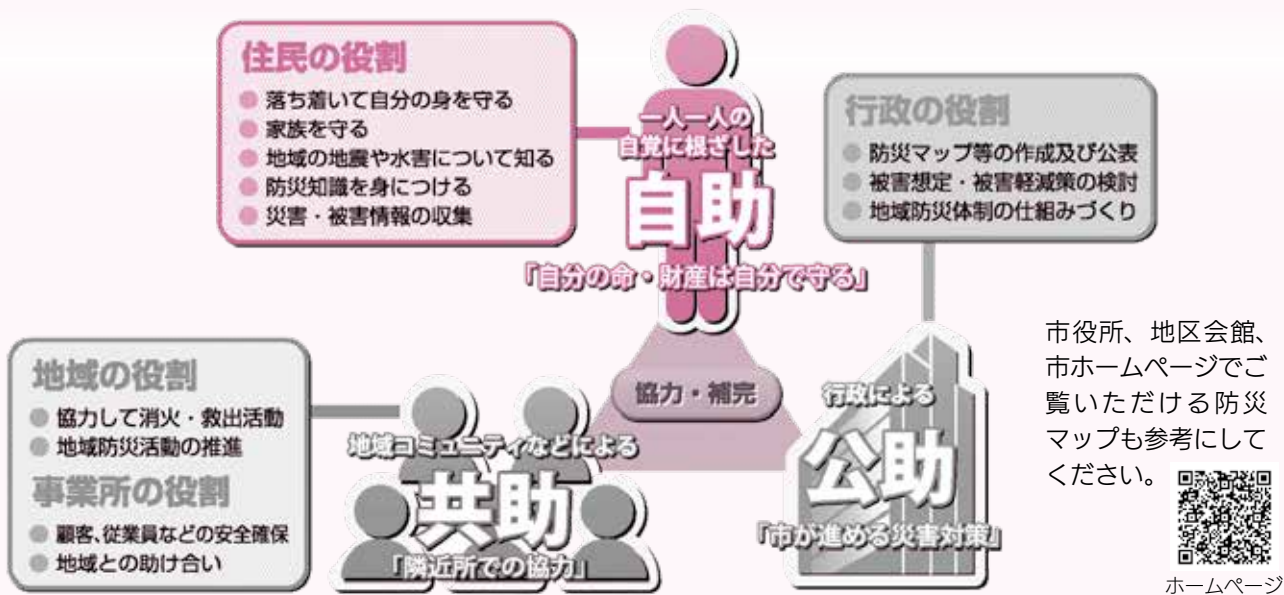 住民の役割
● 落ち着いて自分の身を守る
● 家族を守る
● 地域の地震や水害について知る
● 防災知識を身につける
● 災害・被害情報の収集
一人一人の
自覚に根ざした
自助
「自分の命・財産は自分で守る」
行政の役割
● 防災マップ等の作成及び公表
● 被害想定・被害軽減策の検討
● 地域防災体制の仕組みづくり
地域の役割
● 協力して消火・救出活動
● 地域防災活動の推進
事業所の役割
● 顧客、従業員などの安全確保
● 地域との助け合い
地域コミュニティなどによる
共助
「隣近所での協力」
協力・補完
行政による
公助
「市が進める災害対策」
市役所、地区会館、
市ホームページでご
覧いただける防災
マップも参考にして
ください。
ホームページ